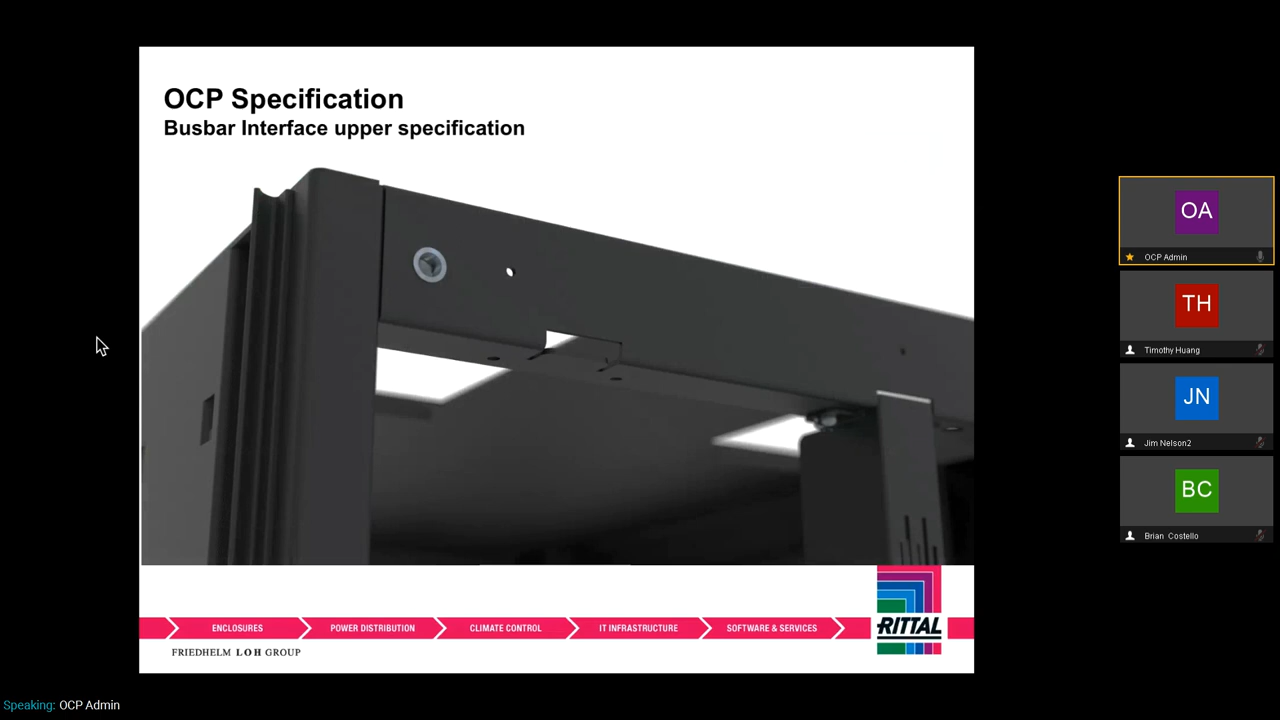 OCP Specification
Busbar Interface upper specification
ENCLOSURES
POWER DISTRIBUTION
CLIMATE CONTROL
IT INFRASTRUCTURE
SOFTWARE & SERVICES
RITTAL
FRIEDHELM LOH GROUP
OA
OCP Admin
TH
Timothy Huang
JN
Jim Nelson2
BC
Brian Costello
Speaking: OCP Admin